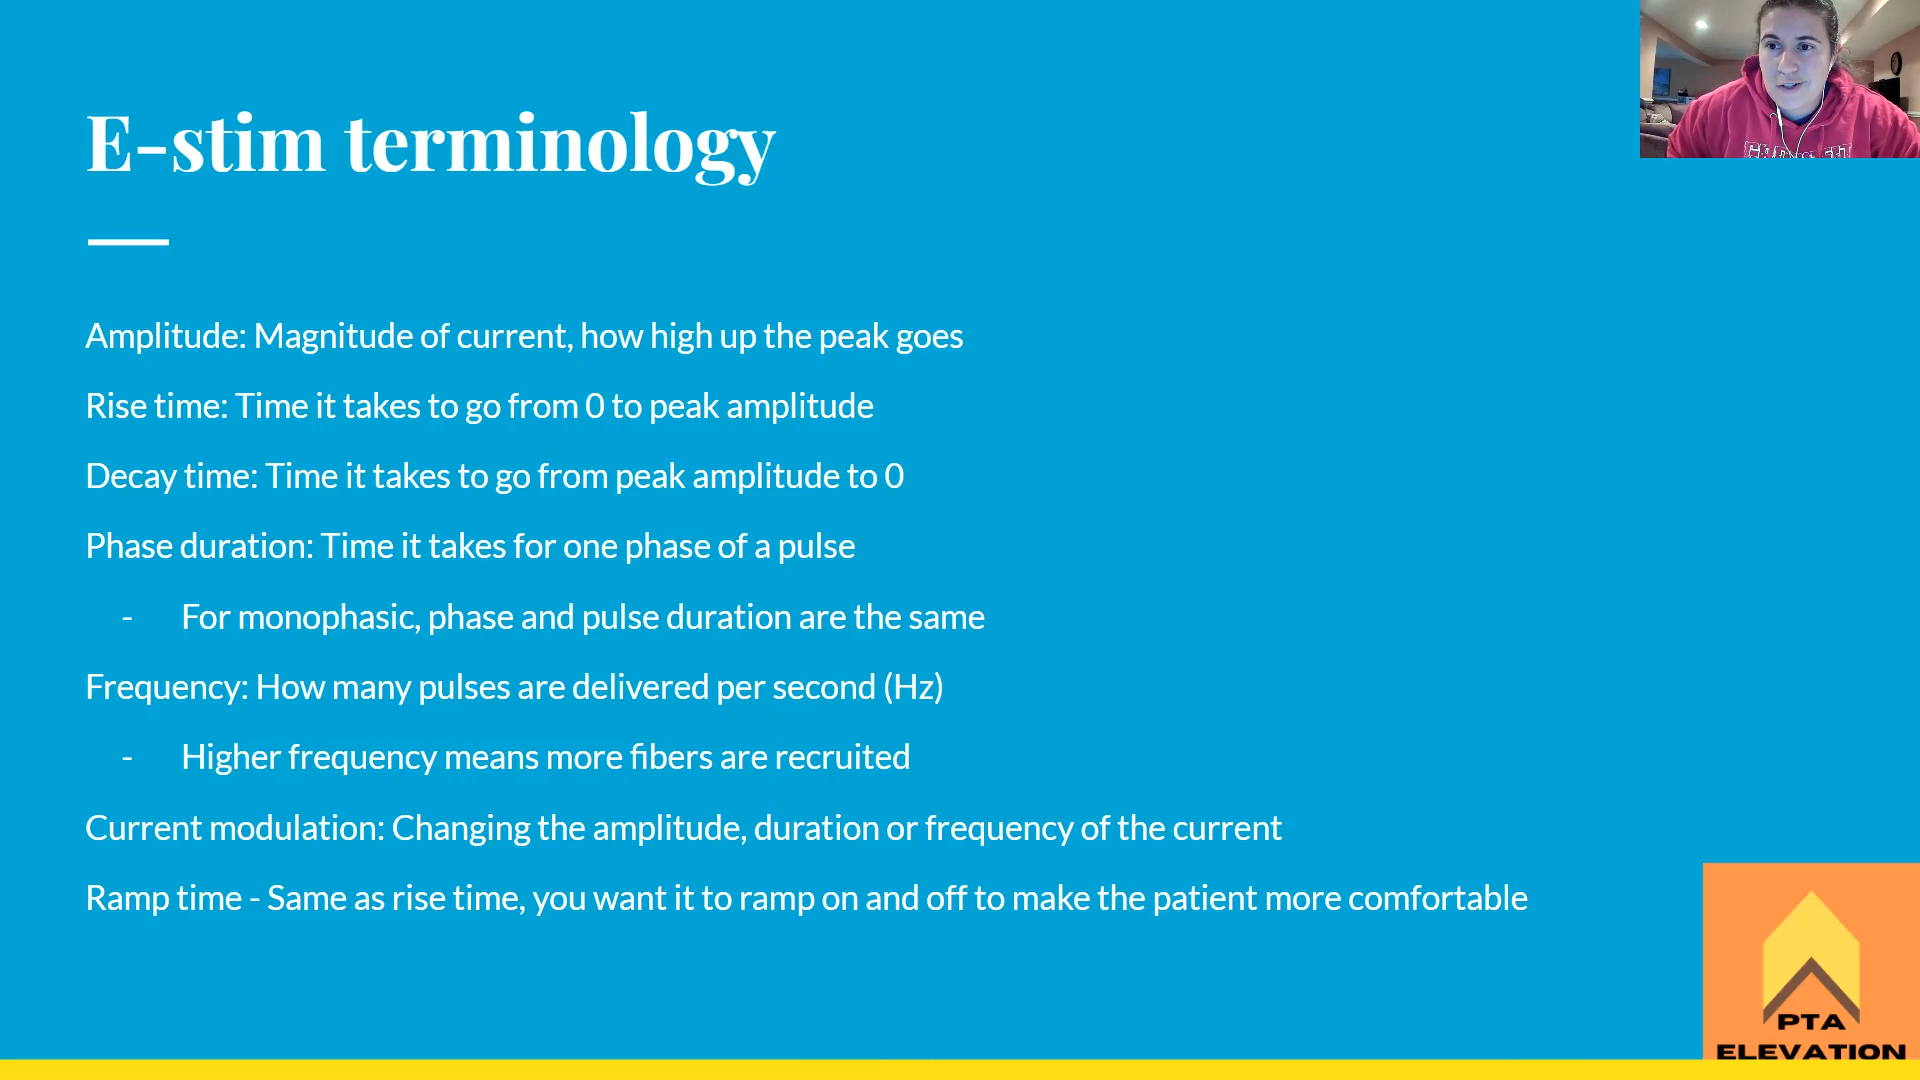 E-stim terminology
Amplitude: Magnitude of current, how high up the peak goes
Rise time: Time it takes to go from 0 to peak amplitude
Decay time: Time it takes to go from peak amplitude to 0
Phase duration: Time it takes for one phase of a pulse
- For monophasic, phase and pulse duration are the same
Frequency: How many pulses are delivered per second (Hz)
- Higher frequency means more fibers are recruited
Current modulation: Changing the amplitude, duration or frequency of the current
Ramp time - Same as rise time, you want it to ramp on and off to make the patient more comfortable
PTA
ELEVATION